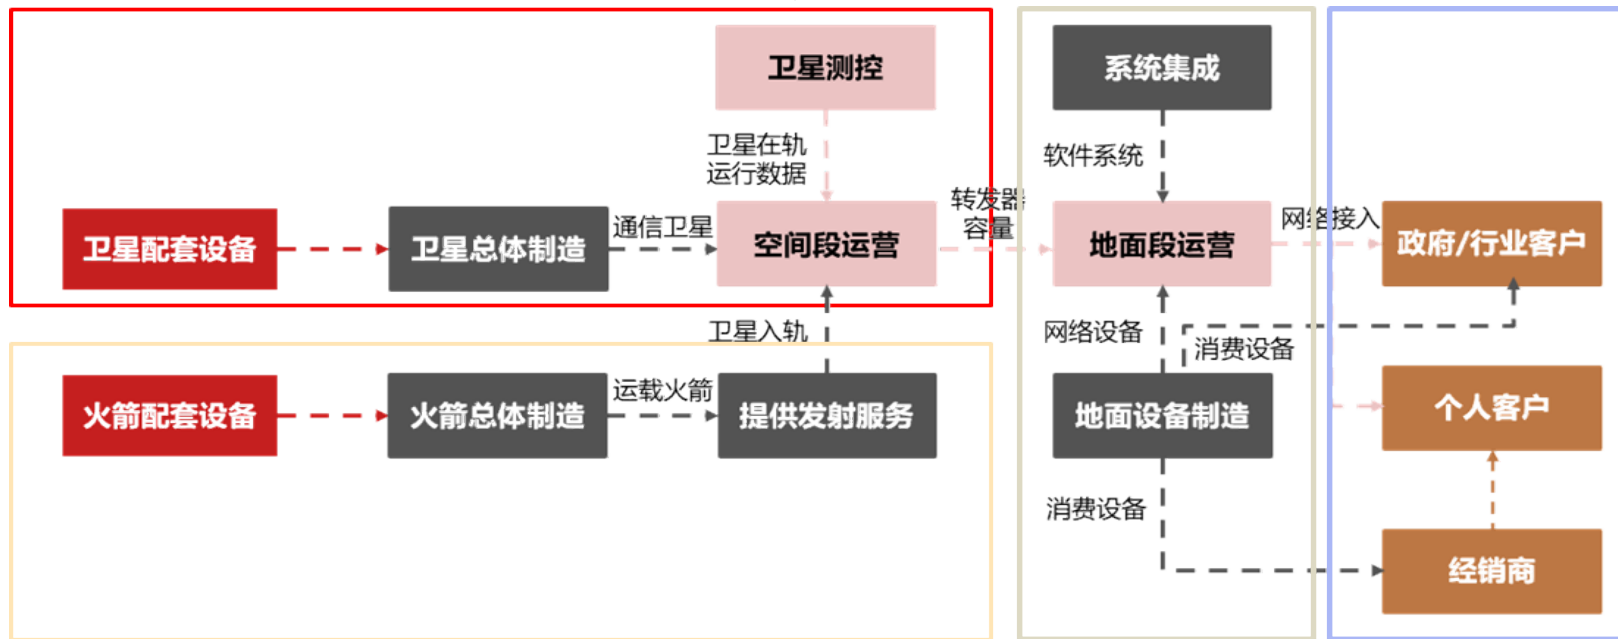 卫星测控
系统集成
卫星在轨
运行数据
软件系统
卫星配套设备
卫星总体制造
通信卫星
空间段运营
转发器
容量
地面段运营
网络接入
政府/行业客户
卫星入轨
网络设备
消费设备
火箭配套设备
火箭总体制造
运载火箭
提供发射服务
地面设备制造
个人客户
消费设备
经销商